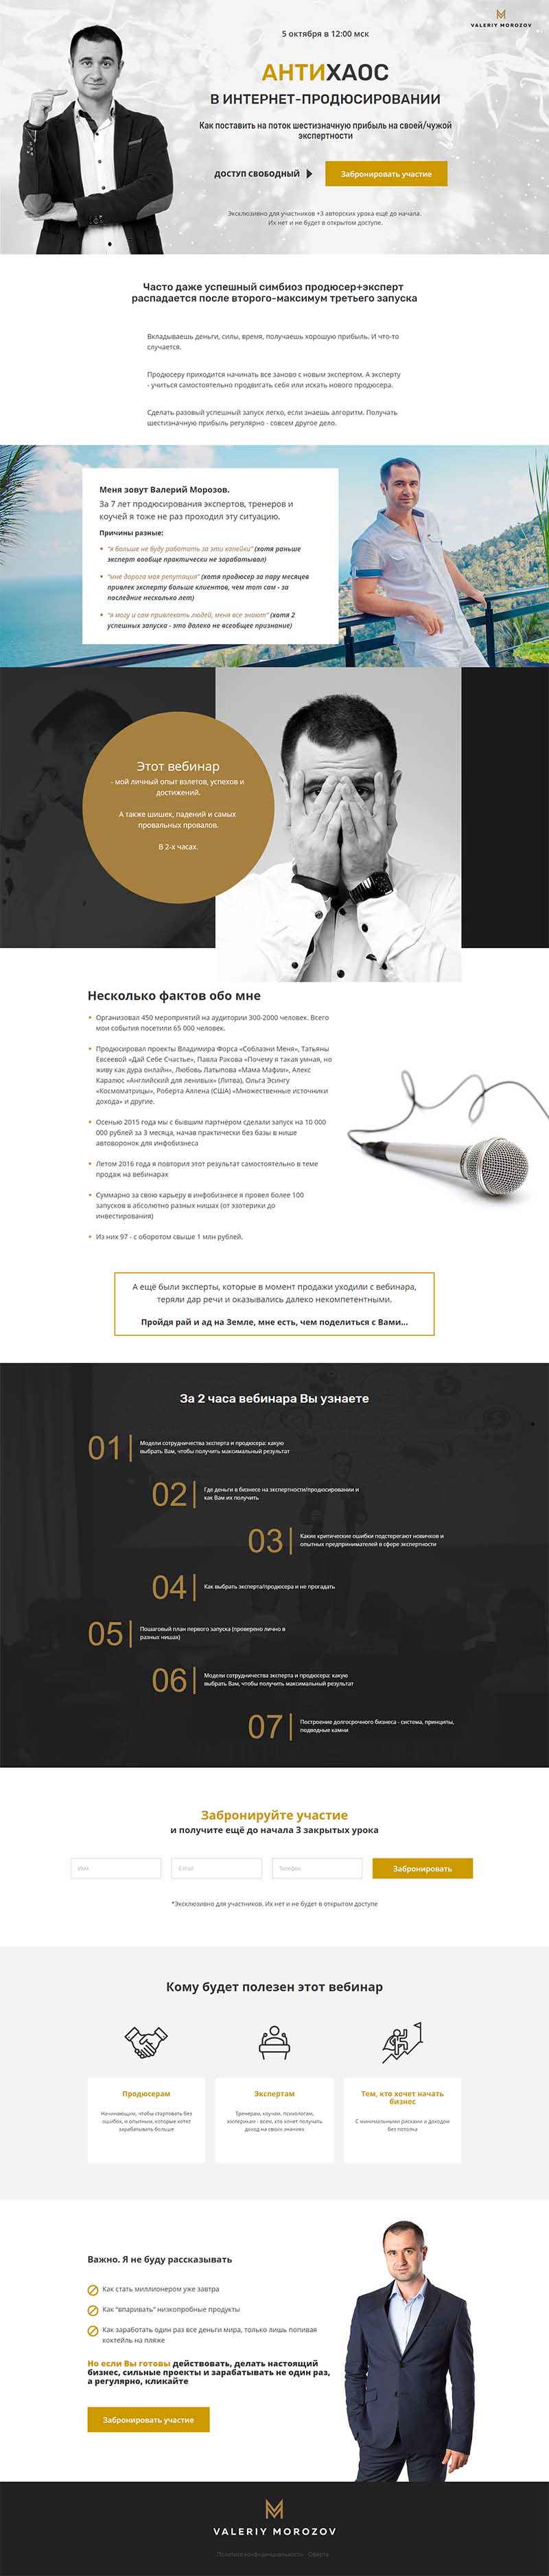 VALERIY MOROZOV
5 октября в 12:00 мск
АНТИХАОС
В ИНТЕРНЕТ-ПРОДЮСИРОВАНИИ
Как поставить на поток шестизначную прибыль на своей/чужой
экспертности
ДОСТУП СВОБОДНЫЙ
Забронировать участие
Эксклюзивно для участников +3 авторских урока ещё до начала.
Их нет и не будет в открытом доступе.
Часто даже успешный симбиоз продюсер+эксперт
распадается после второго-максимум третьего запуска
Вкладываешь деньги, силы, время, получаешь хорошую прибыль. И что-то
случается.
Продюсеру приходится начинать все заново с новым экспертом. А эксперту
- учиться самостоятельно продвигать себя или искать нового продюсера.
Сделать разовый успешный запуск легко, если знаешь алгоритм. Получать
шестизначную прибыль регулярно - совсем другое дело.
Меня зовут Валерий Морозов.
За 7 лет продюсирования экспертов, тренеров и
коучей я тоже не раз проходил эту ситуацию.
Причины разные:
"я больше не буду работать за эти копейки" (хотя раньше
эксперт вообще практически не зарабатывал)
"мне дорога моя репутация" (хотя продюсер за пару месяцев
привлек эксперту больше клиентов, чем тот сам - за
последние несколько лет)
"я могу и сам привлекать людей, меня все знают" (хотя 2
успешных запуска - это далеко не всеобщее признание)
Этот вебинар
- мой личный опыт взлетов, успехов и
достижений.
А также шишек, падений и самых
провальных провалов.
В 2-х часах.
Несколько фактов обо мне
Организовал 450 мероприятий на аудитории 300-2000 человек. Всего
мои события посетили 65 000 человек.
Продюсировал проекты Владимира Форса «Соблазни Меня», Татьяны
Евсеевой «Дай Себе Счастье», Павла Ракова «Почему я такая умная, но
живу как дура онлайн», Любовь Латыпова «Мама Мафии», Алекс
Каралюс «Английский для ленивых» (Литва), Ольга Эсингу
«Космоматрицы», Роберта Аллена (США) «Множественные источники
дохода» и другие.
Осенью 2015 года мы с бывшим партнёром сделали запуск на 10 000
000 рублей за 3 месяца, начав практически без базы в нише
автоворонок для инфобизнеса
Летом 2016 года я повторил этот результат самостоятельно в теме
продаж на вебинарах
Суммарно за свою карьеру в инфобизнесе я провел более 100
запусков в абсолютно разных нишах (от эзотерики до
инвестирования)
Из них 97 - с оборотом свыше 1 млн рублей.
А ещё были эксперты, которые в момент продажи уходили с вебинара,
теряли дар речи и оказывались далеко некомпетентными.
Пройдя рай и ад на Земле, мне есть, чем поделиться с Вами...
За 2 часа вебинара Вы узнаете
01
Модели сотрудничества эксперта и продюсера: какую
выбрать Вам, чтобы получить максимальный результат
02
Где деньги в бизнесе на экспертности/продюсировании и
как Вам их получить
03
Какие критические ошибки подстерегают новичков и
опытных предпринимателей в сфере экспертности
04
Как выбрать эксперта/продюсера и не прогадать
05
Пошаговый план первого запуска (проверено лично в
разных нишах)
06
Модели сотрудничества эксперта и продюсера: какую
выбрать Вам, чтобы получить максимальный результат
07
Построение долгосрочного бизнеса - система, принципы,
подводные камни
Забронируйте участие
и получите ещё до начала 3 закрытых урока
Имя
E-mail
Телефон
Забронировать
*Эксклюзивно для участников. Их нет и не будет в открытом доступе
Кому будет полезен этот вебинар
Продюсерам
Начинающим, чтобы стартовать без
ошибок, и опытным, которые хотят
зарабатывать больше
Экспертам
Тренерам, коучам, психологам,
эзотерикам - всем, кто хочет получать
доход на своих знаниях
Тем, кто хочет начать
бизнес
С минимальными рисками и доходом
без потолка
Важно. Я не буду рассказывать
Как стать миллионером уже завтра
Как "впаривать" низкопробные продукты
Как заработать один раз все деньги мира, только лишь попивая
коктейль на пляже
Но если Вы готовы действовать, делать настоящий
бизнес, сильные проекты и зарабатывать не один раз,
а регулярно, кликайте
Забронировать участие
VALERIY MOROZOV
Политика конфиденциальности Оферта